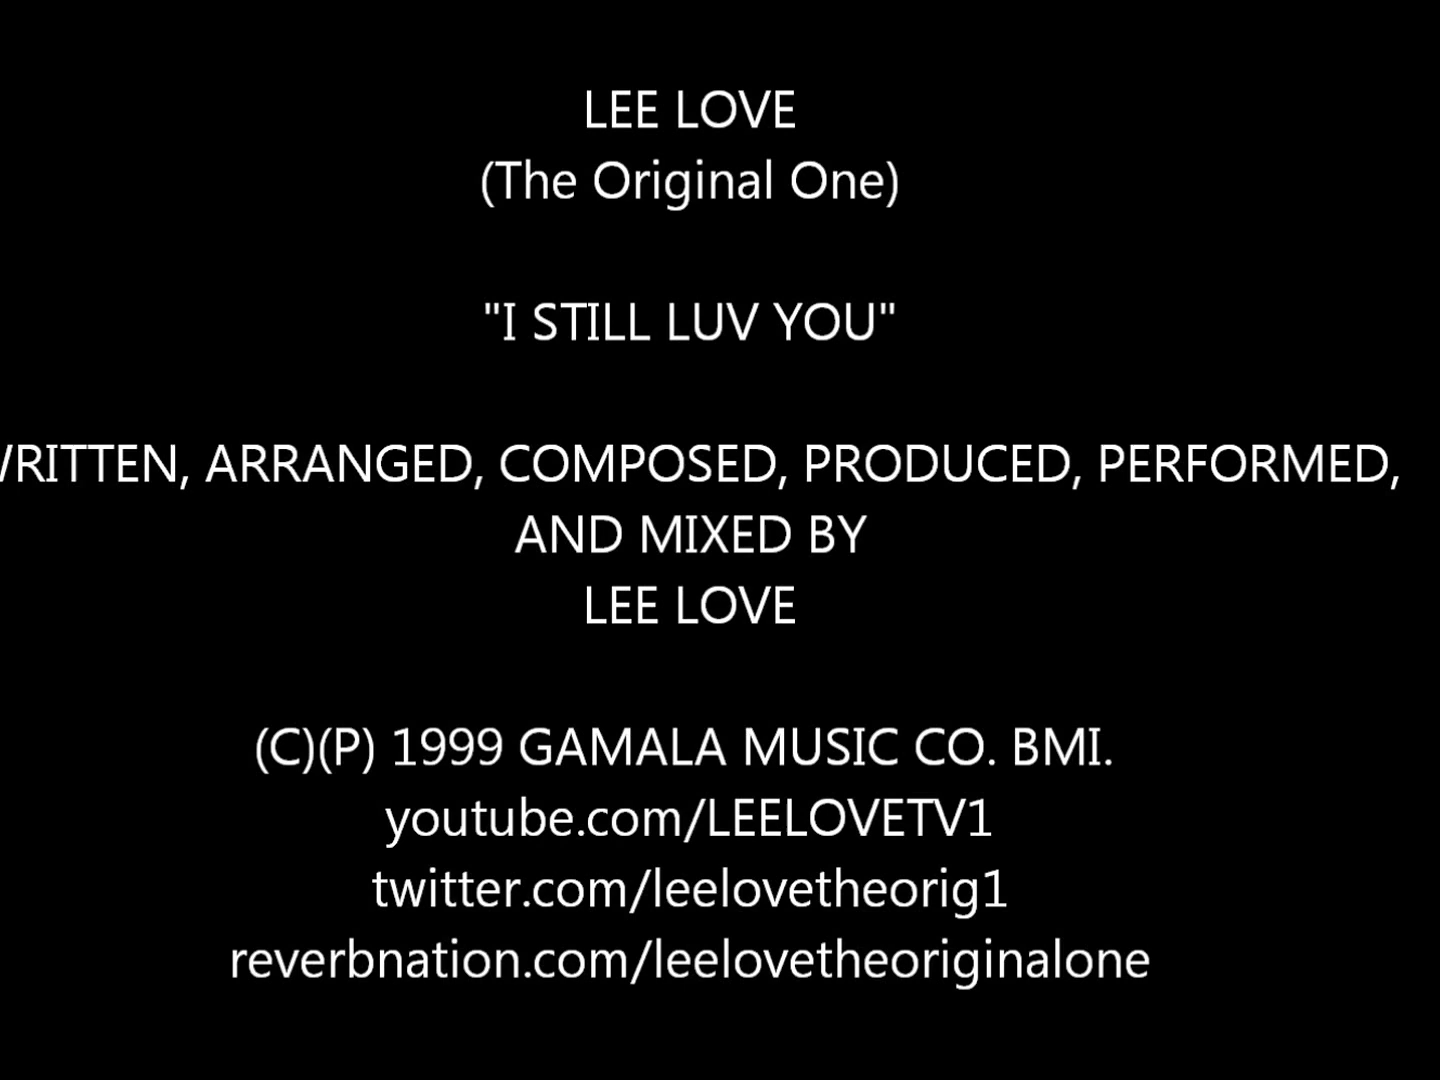 LEE LOVE
(The Original One)
"I STILL LUV YOU"
WRITTEN, ARRANGED, COMPOSED, PRODUCED, PERFORMED,
AND MIXED BY
LEE LOVE
(C)(P) 1999 GAMALA MUSIC CO. BMI.
youtube.com/LEELOVETV1
twitter.com/leelovetheorig1
reverbnation.com/leelovetheoriginalone